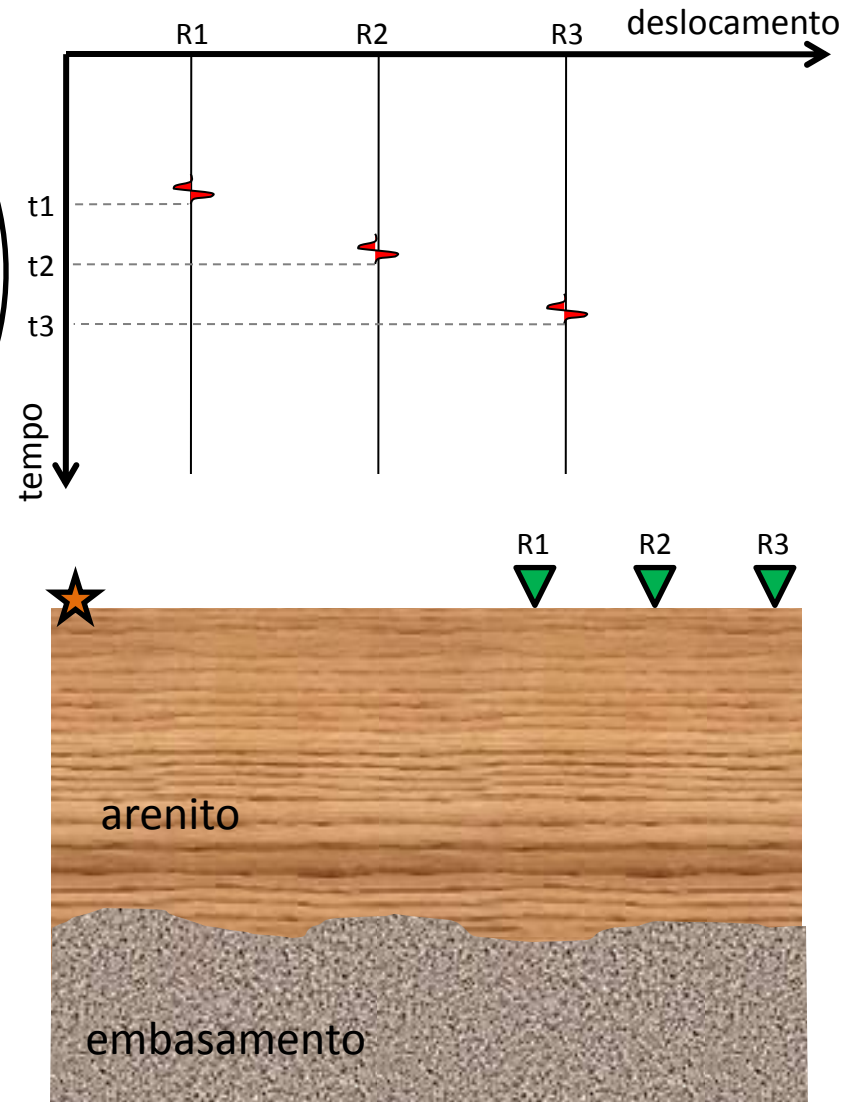 deslocamento
R1 R2 R3
t1
t2
t3
tempo
R1 R2 R3
arenito
embasamento